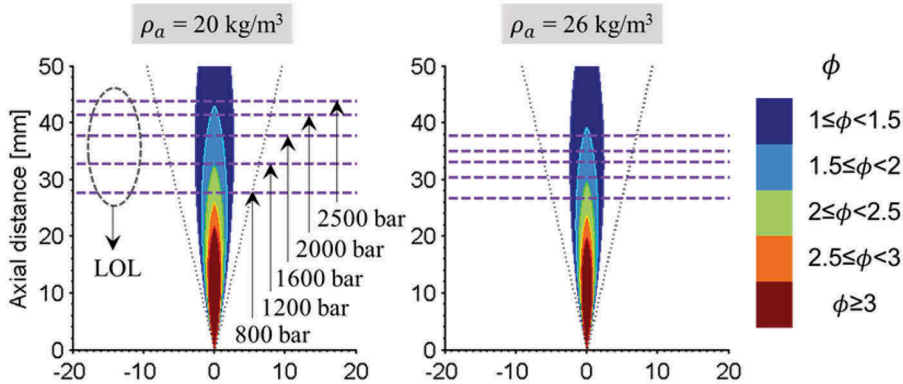 ρa = 20 kg/m³
ρa = 26 kg/m³
Axial distance [mm]
50
40
30
20
10
0
-20
-10
0
10
20
LOL
2500 bar
2000 bar
1600 bar
1200 bar
800 bar
50
40
30
20
10
0
-20
-10
0
10
20
ϕ
1≤ϕ<1.5
1.5≤ϕ<2
2≤ϕ<2.5
2.5≤ϕ<3
ϕ≥3